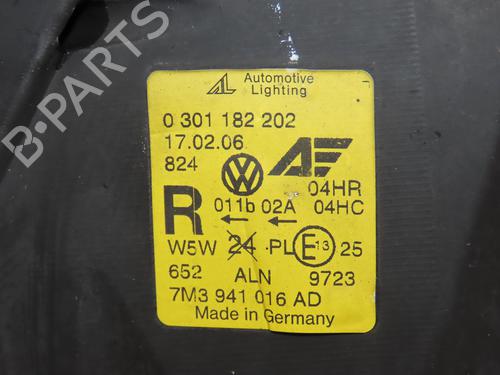 Automotive
Lighting
0 301 182 202
17.02.06
824
04HR
R 011b 02A 04HC
W5W 24 PL E 13 25
652 ALN 9723
7M3 941 016 AD
Made in Germany
B-PARTS